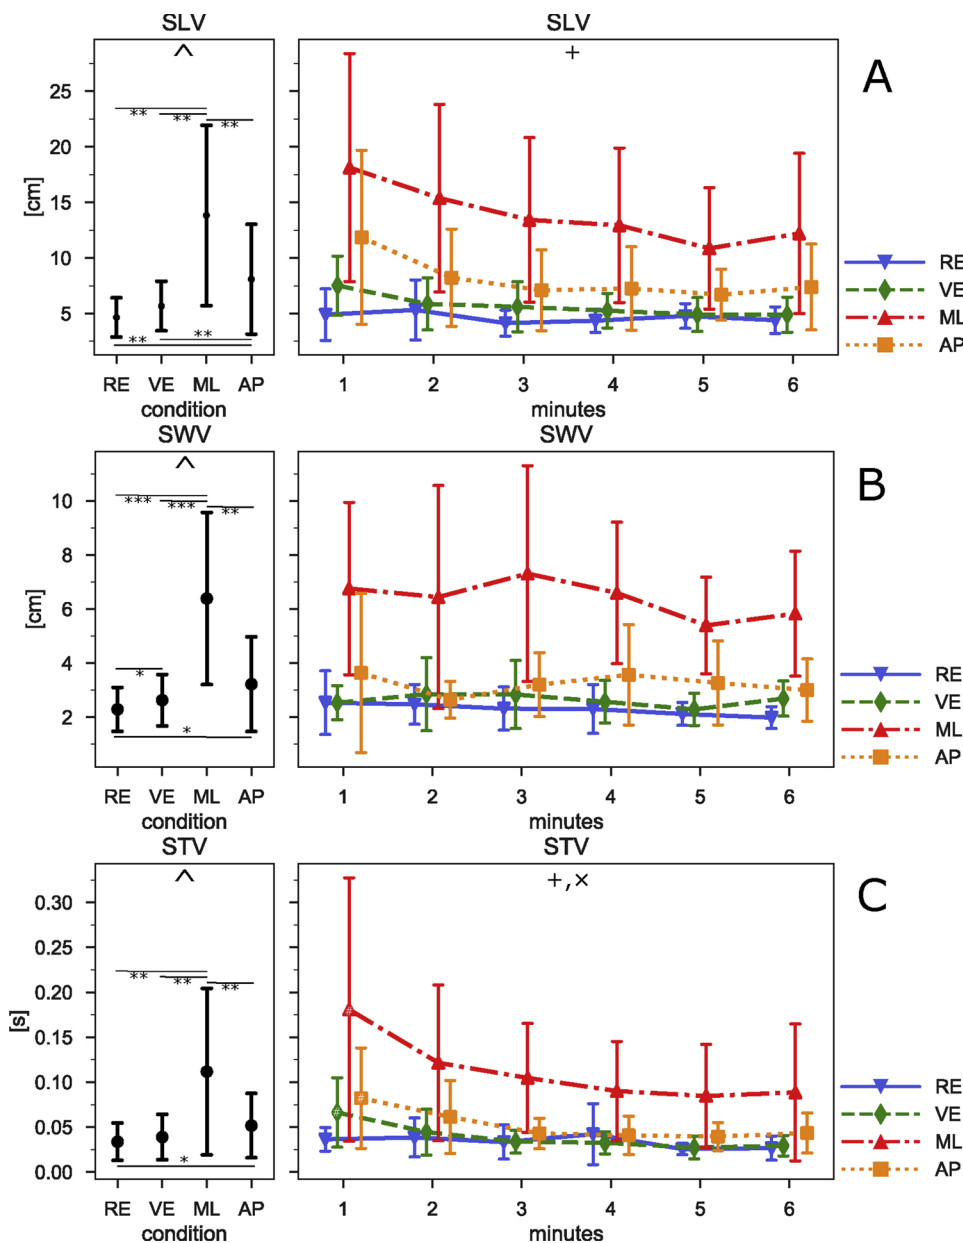 SLV
SLV
^
+
A
[cm]
25
20
15
10
5
** ** **
** **
RE VE ML AP
condition
1 2 3 4 5 6
minutes
RE
VE
ML
AP
SWV
SWV
^
B
[cm]
10
8
6
4
2
*** *** **
*
*
RE VE ML AP
condition
1 2 3 4 5 6
minutes
RE
VE
ML
AP
STV
STV
^
+,×
C
[s]
0.30
0.25
0.20
0.15
0.10
0.05
0.00
** ** **
*
RE VE ML AP
condition
1 2 3 4 5 6
minutes
RE
VE
ML
AP